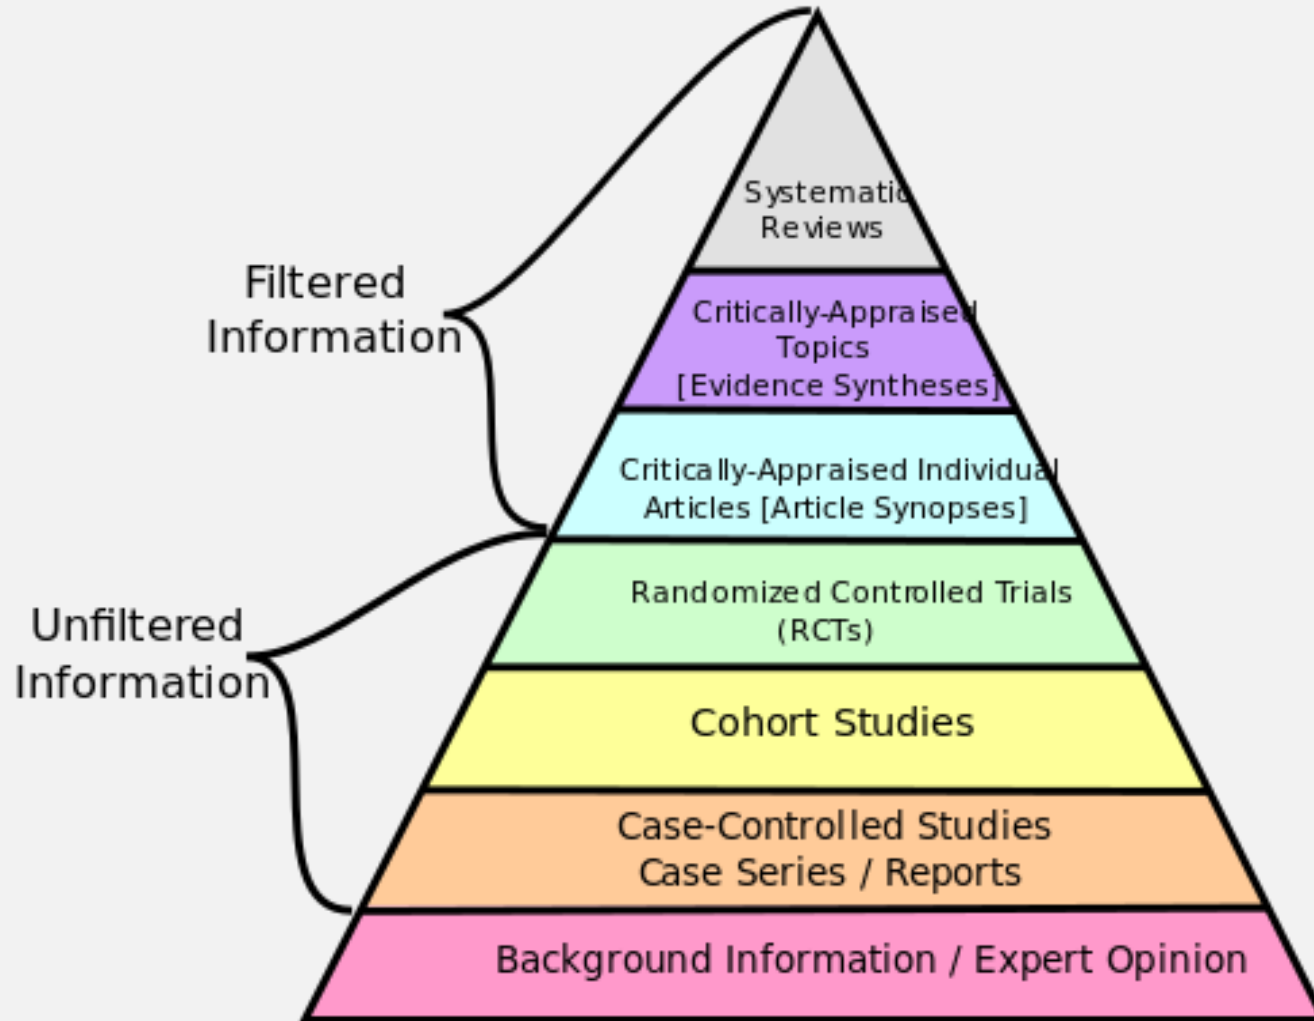 Systematic
Reviews
Critically-Appraised
Topics
[Evidence Syntheses]
Filtered
Information
Critically-Appraised Individual
Articles [Article Synopses]
Randomized Controlled Trials
(RCTs)
Unfiltered
Information
Cohort Studies
Case-Controlled Studies
Case Series / Reports
Background Information / Expert Opinion